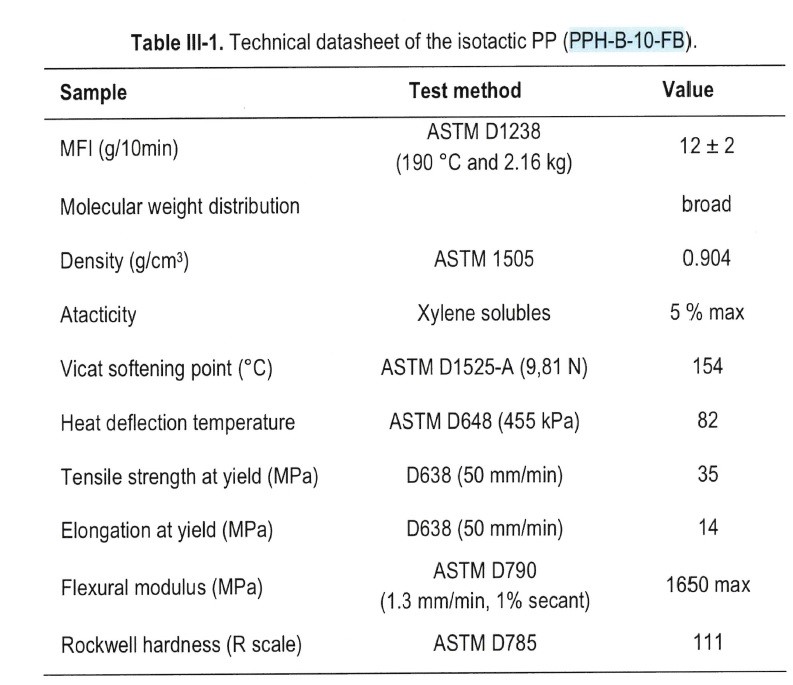 Table III-1. Technical datasheet of the isotactic PP (PPH-B-10-FB).
Sample Test method Value
MFI (g/10min) ASTM D1238 (190 °C and 2.16 kg) 12 ± 2
Molecular weight distribution broad
Density (g/cm³) ASTM 1505 0.904
Atacticity Xylene solubles 5 % max
Vicat softening point (°C) ASTM D1525-A (9,81 N) 154
Heat deflection temperature ASTM D648 (455 kPa) 82
Tensile strength at yield (MPa) D638 (50 mm/min) 35
Elongation at yield (MPa) D638 (50 mm/min) 14
Flexural modulus (MPa) ASTM D790 (1.3 mm/min, 1% secant) 1650 max
Rockwell hardness (R scale) ASTM D785 111